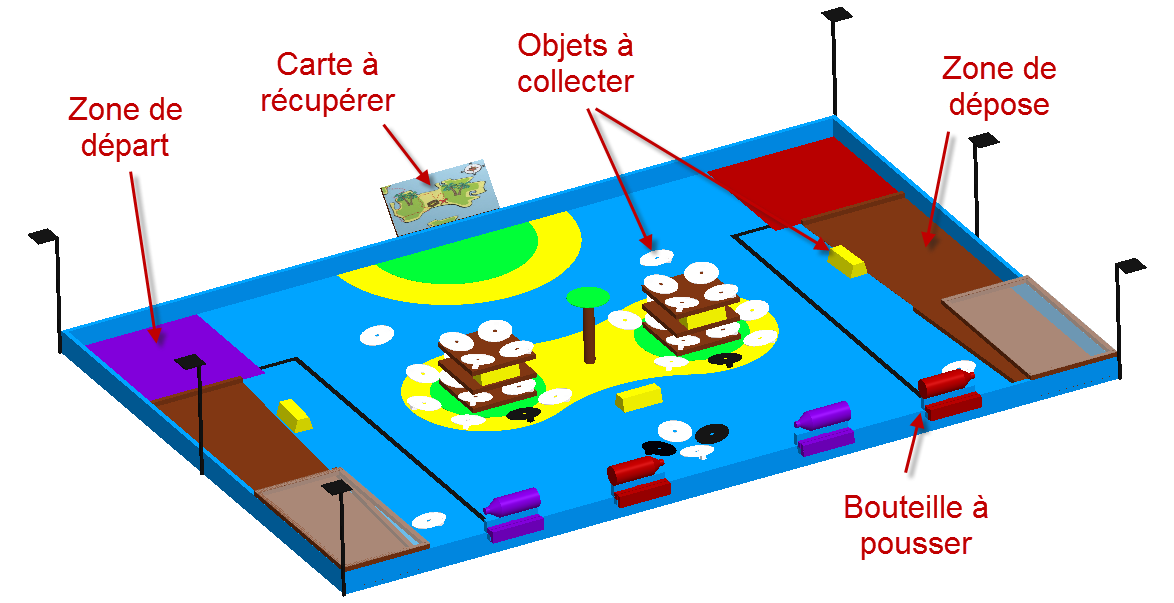 Zone de
départ
Carte à
récupérer
Objets à
collecter
Zone de
dépose
Bouteille à
pousser